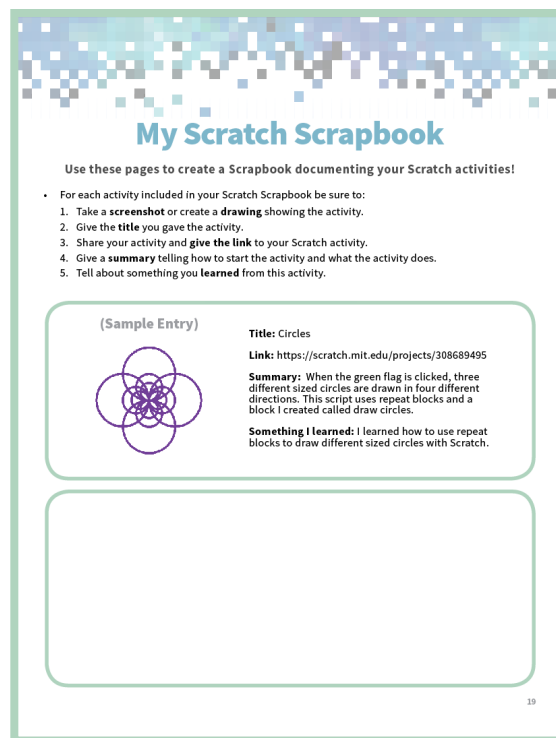 My Scratch Scrapbook
Use these pages to create a Scrapbook documenting your Scratch activities!
• For each activity included in your Scratch Scrapbook be sure to:
1. Take a screenshot or create a drawing showing the activity.
2. Give the title you gave the activity.
3. Share your activity and give the link to your Scratch activity.
4. Give a summary telling how to start the activity and what the activity does.
5. Tell about something you learned from this activity.
(Sample Entry)
Title: Circles
Link: https://scratch.mit.edu/projects/308689495
Summary: When the green flag is clicked, three
different sized circles are drawn in four different
directions. This script uses repeat blocks and a
block I created called draw circles.
Something I learned: I learned how to use repeat
blocks to draw different sized circles with Scratch.
19